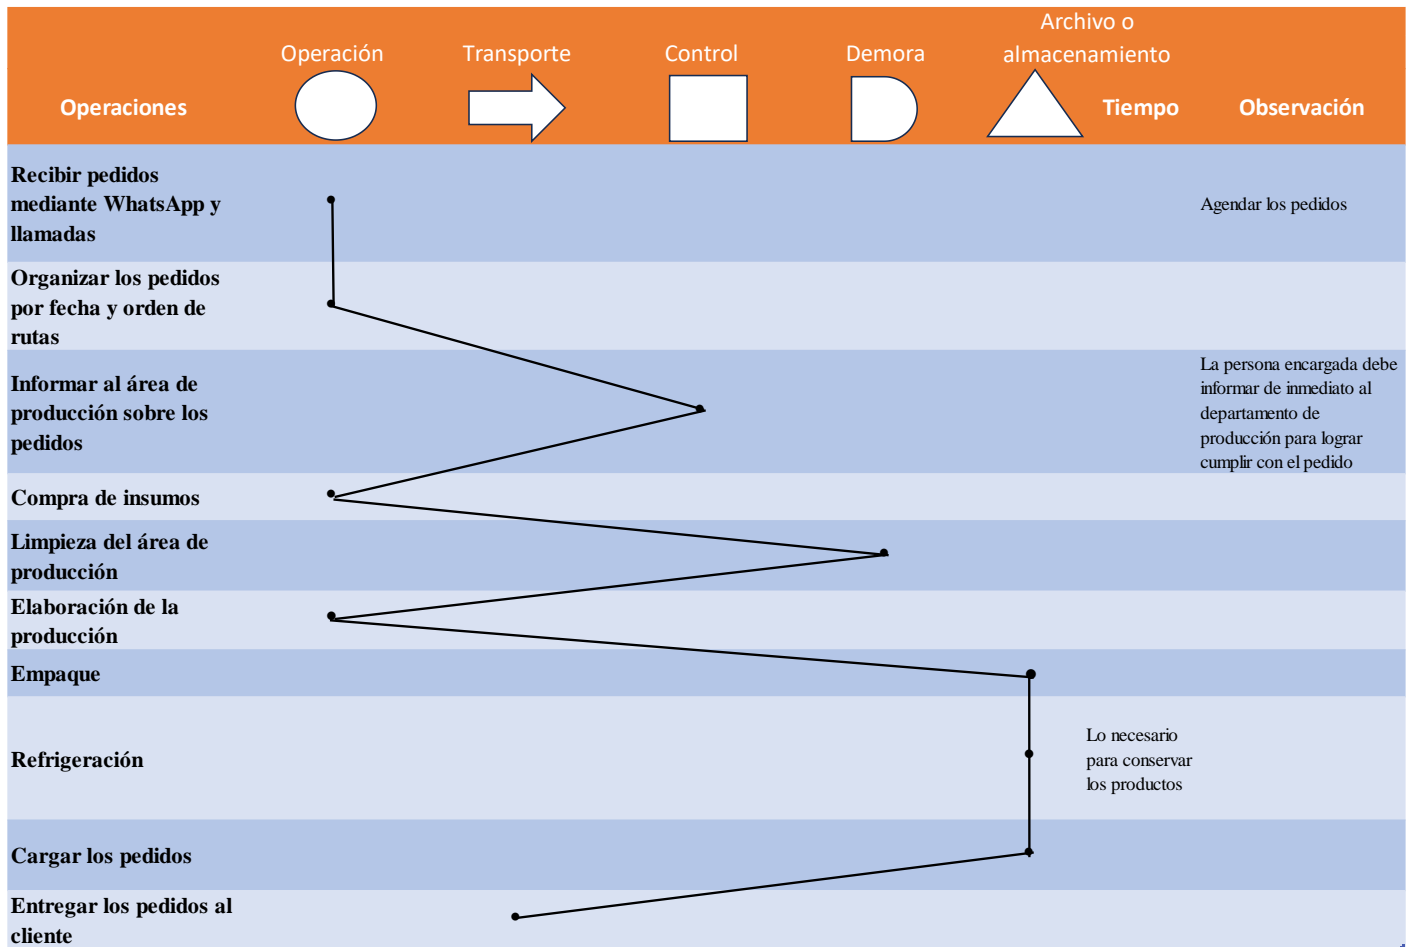 Archivo o
Operación Transporte Control Demora almacenamiento
Operaciones Tiempo Observación
Recibir pedidos
mediante WhatsApp y
llamadas
Agendar los pedidos
Organizar los pedidos
por fecha y orden de
rutas
Informar al área de
producción sobre los
pedidos
La persona encargada debe
informar de inmediato al
departamento de
producción para lograr
cumplir con el pedido
Compra de insumos
Limpieza del área de
producción
Elaboración de la
producción
Empaque
Refrigeración
Lo necesario
para conservar
los productos
Cargar los pedidos
Entregar los pedidos al
cliente